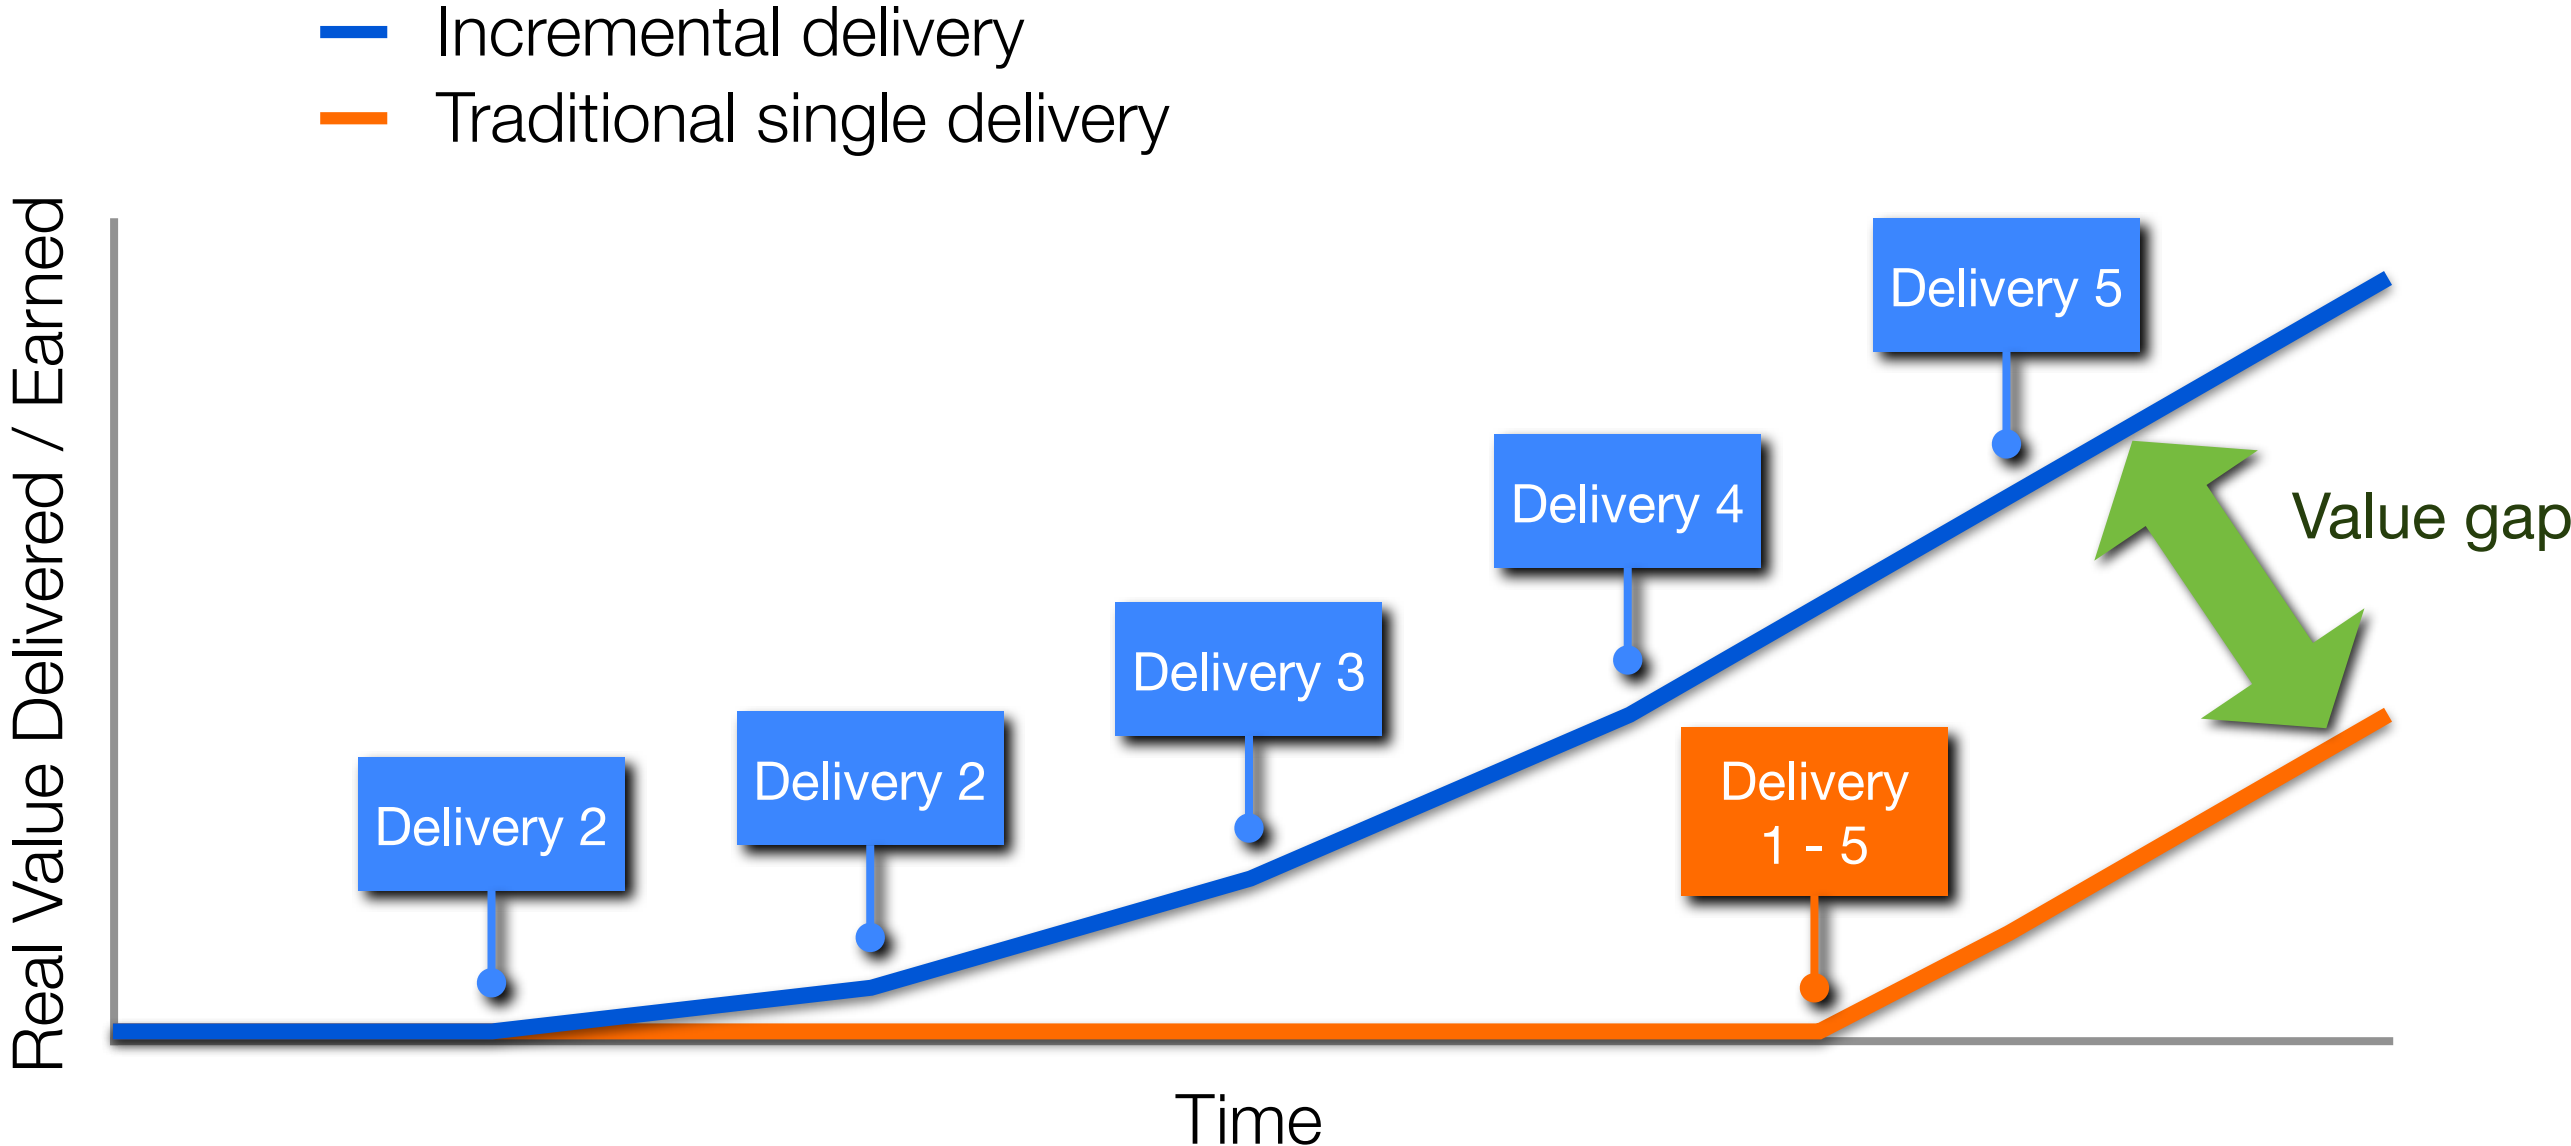 Incremental delivery
Traditional single delivery
Real Value Delivered / Earned
Delivery 2
Delivery 2
Delivery 3
Delivery 4
Delivery 5
Delivery
1 - 5
Value gap
Time